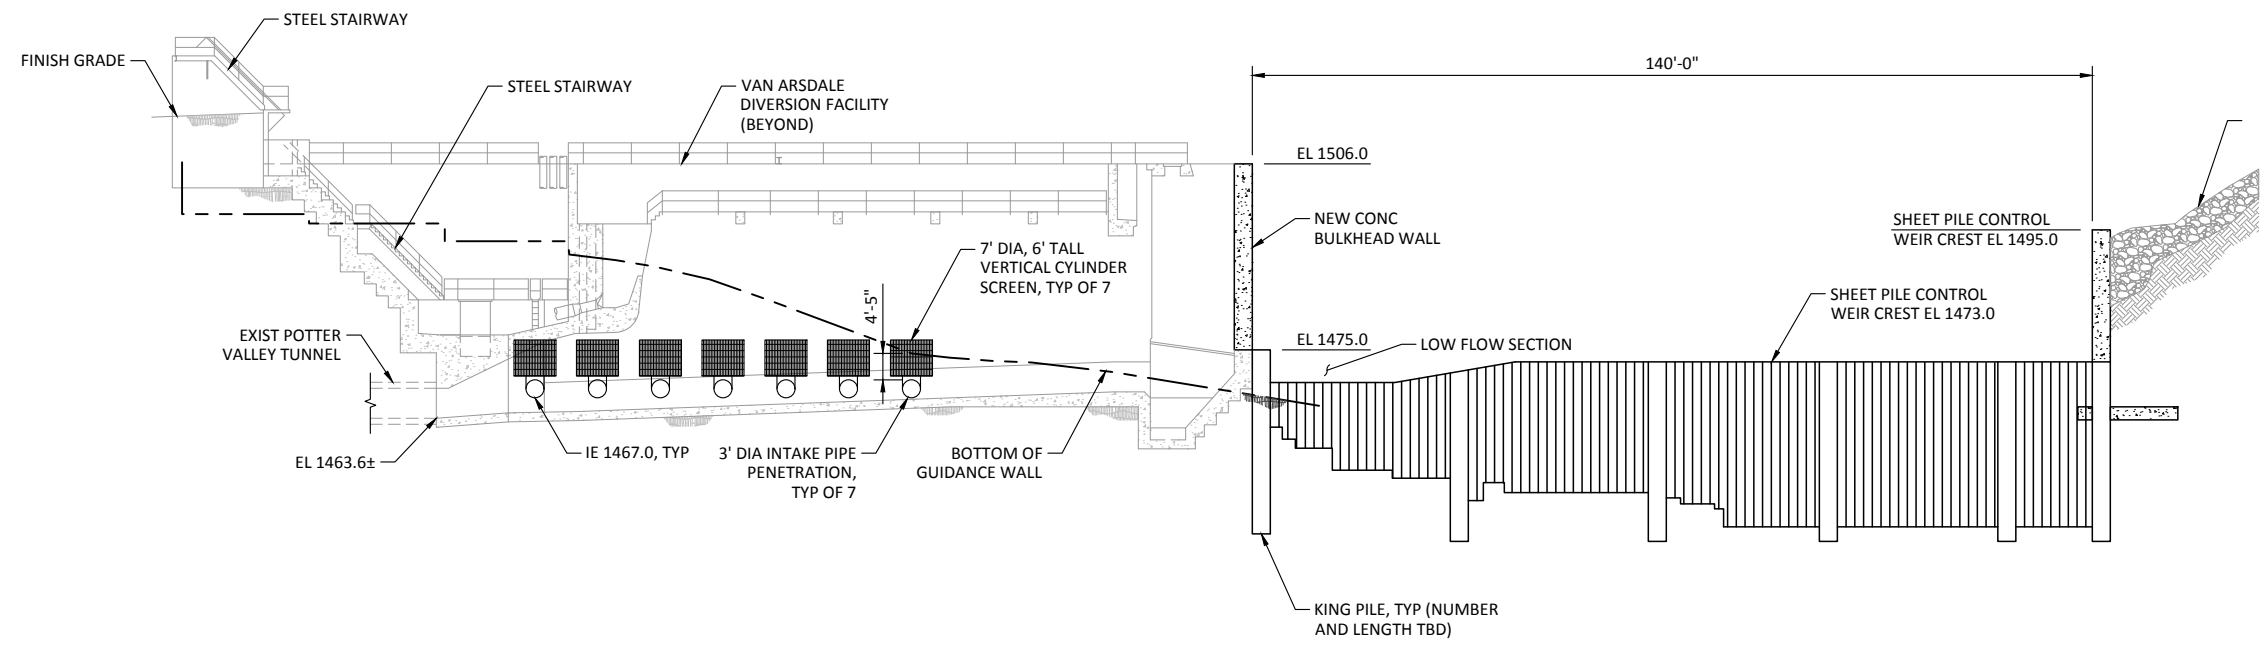 STEEL STAIRWAY
FINISH GRADE
STEEL STAIRWAY
VAN ARSDALE
DIVERSION FACILITY
(BEYOND)
140'-0"
EL 1506.0
NEW CONC
BULKHEAD WALL
SHEET PILE CONTROL
WEIR CREST EL 1495.0
7' DIA, 6' TALL
VERTICAL CYLINDER
SCREEN, TYP OF 7
4'-5"
SHEET PILE CONTROL
WEIR CREST EL 1473.0
EXIST POTTER
VALLEY TUNNEL
EL 1475.0
LOW FLOW SECTION
EL 1463.6±
IE 1467.0, TYP
3' DIA INTAKE PIPE
PENETRATION,
TYP OF 7
BOTTOM OF
GUIDANCE WALL
KING PILE, TYP (NUMBER
AND LENGTH TBD)